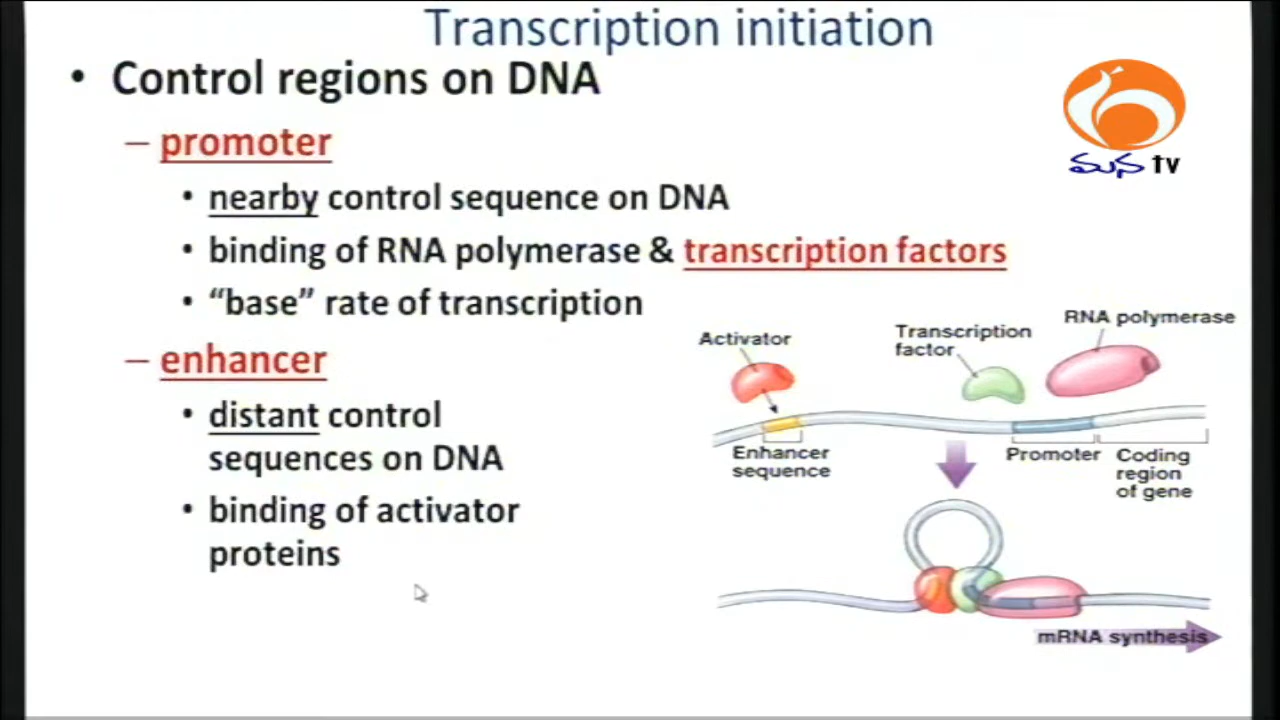 Transcription initiation
• Control regions on DNA
– promoter
• nearby control sequence on DNA
• binding of RNA polymerase & transcription factors
• “base” rate of transcription
– enhancer
• distant control
sequences on DNA
• binding of activator
proteins
మన tv
Activator
Transcription
factor
RNA polymerase
Enhancer
sequence
Promoter
Coding
region
of gene
mRNA synthesis